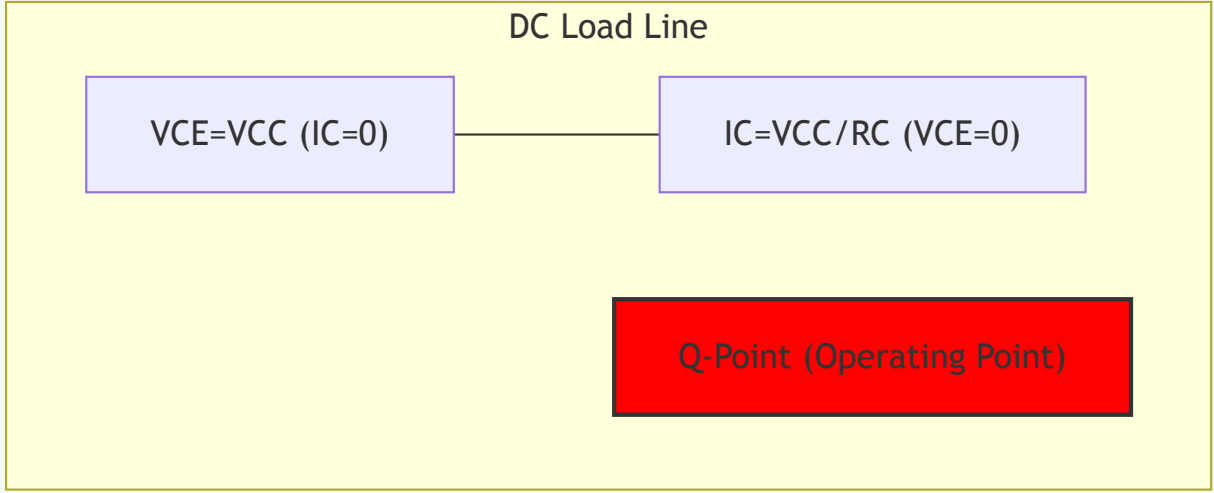 DC Load Line
VCE=VCC (IC=0)
IC=VCC/RC (VCE=0)
Q-Point (Operating Point)